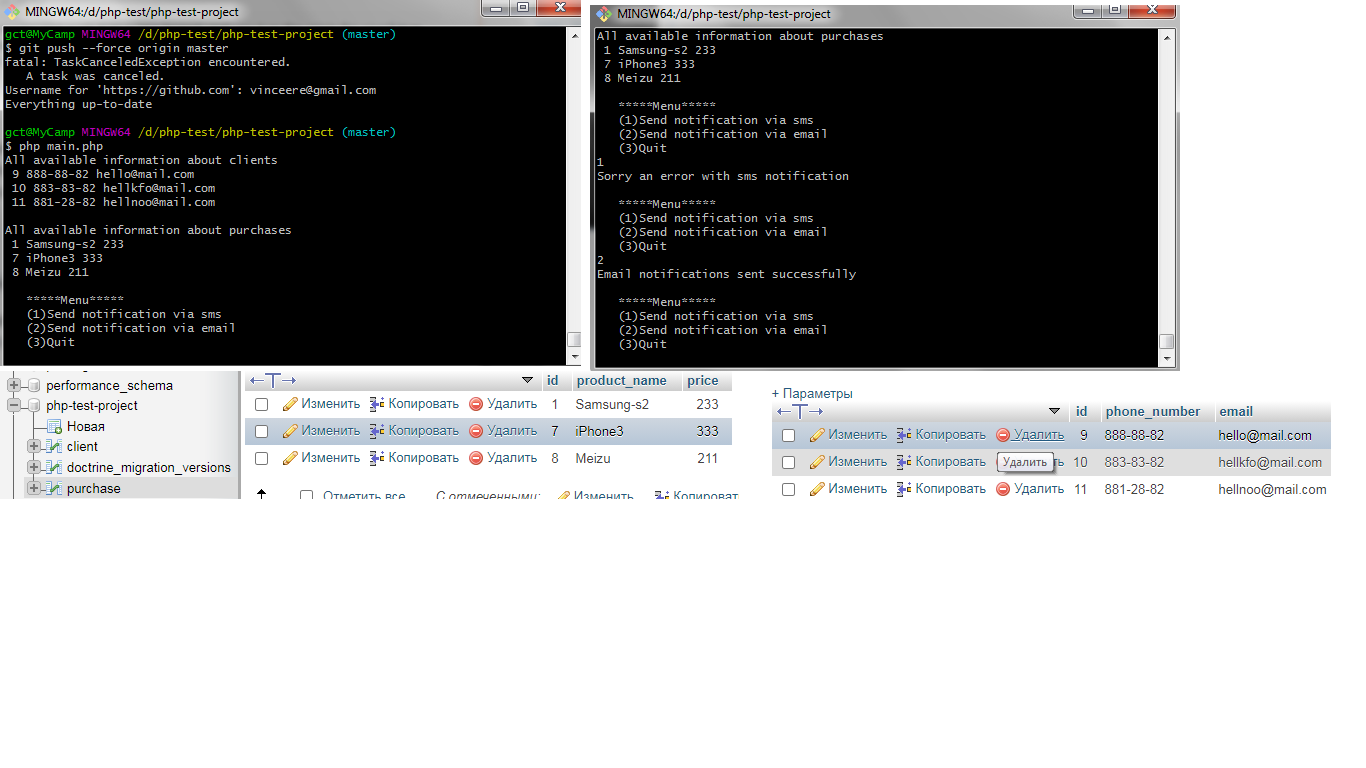 MINGW64:/d/php-test/php-test-project
gct@MyCamp MINGW64 /d/php-test/php-test-project (master)
$ git push --force origin master
fatal: TaskCanceledException encountered.
   A task was canceled.
Username for 'https://github.com': vinceere@gmail.com
Everything up-to-date
gct@MyCamp MINGW64 /d/php-test/php-test-project (master)
$ php main.php
All available information about clients
 9 888-88-82 hello@mail.com
 10 883-83-82 hellkfo@mail.com
 11 881-28-82 hellnoo@mail.com
All available information about purchases
 1 Samsung-s2 233
 7 iPhone3 333
 8 Meizu 211
   *****Menu*****
   (1)Send notification via sms
   (2)Send notification via email
   (3)Quit
MINGW64:/d/php-test/php-test-project
All available information about purchases
 1 Samsung-s2 233
 7 iPhone3 333
 8 Meizu 211
   *****Menu*****
   (1)Send notification via sms
   (2)Send notification via email
   (3)Quit
1
Sorry an error with sms notification
   *****Menu*****
   (1)Send notification via sms
   (2)Send notification via email
   (3)Quit
2
Email notifications sent successfully
   *****Menu*****
   (1)Send notification via sms
   (2)Send notification via email
   (3)Quit
performance_schema
php-test-project
Новая
client
doctrine_migration_versions
purchase
id product_name price
Изменить Копировать Удалить 1 Samsung-s2 233
Изменить Копировать Удалить 7 iPhone3 333
Изменить Копировать Удалить 8 Meizu 211
Отметить все С отмеченными: Изменить Копироват
+ Параметры
id phone_number email
Изменить Копировать Удалить 9 888-88-82 hello@mail.com
Изменить Копировать Удалить 10 883-83-82 hellkfo@mail.com
Изменить Копировать Удалить 11 881-28-82 hellnoo@mail.com